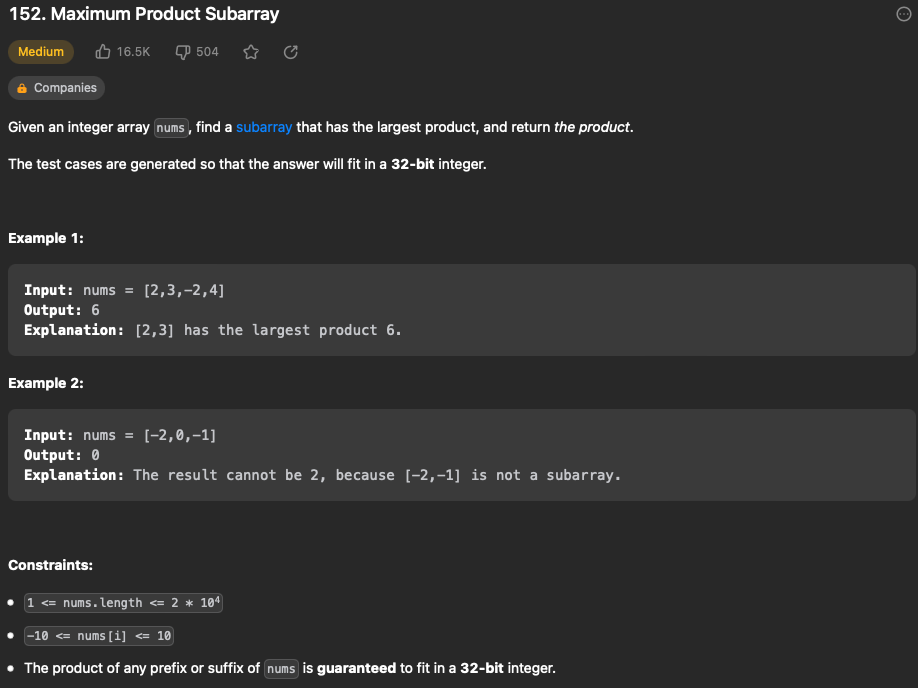 152. Maximum Product Subarray
Medium 16.5K 504
Companies
Given an integer array nums, find a subarray that has the largest product, and return the product.
The test cases are generated so that the answer will fit in a 32-bit integer.
Example 1:
Input: nums = [2,3,-2,4]
Output: 6
Explanation: [2,3] has the largest product 6.
Example 2:
Input: nums = [-2,0,-1]
Output: 0
Explanation: The result cannot be 2, because [-2,-1] is not a subarray.
Constraints:
• 1 <= nums.length <= 2 * 10⁴
• -10 <= nums[i] <= 10
• The product of any prefix or suffix of nums is guaranteed to fit in a 32-bit integer.